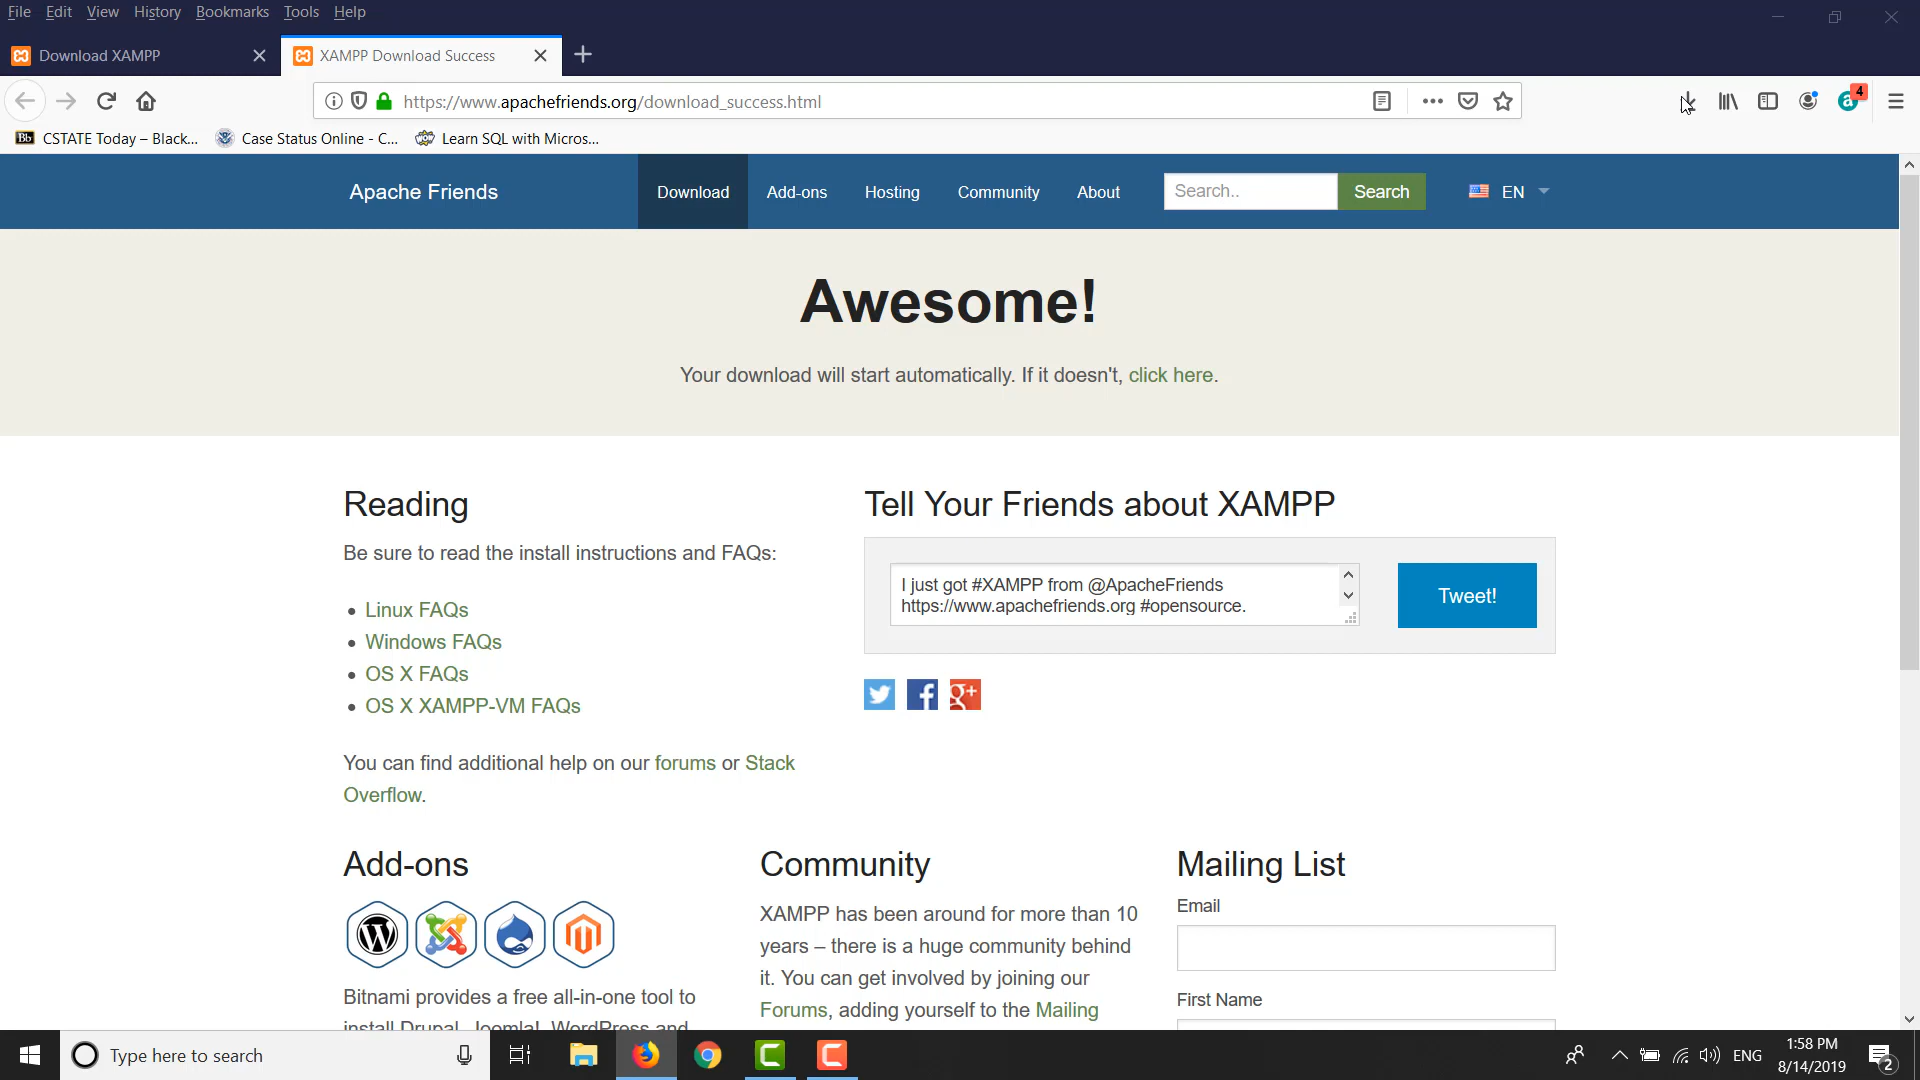 File Edit View History Bookmarks Tools Help
Download XAMPP
XAMPP Download Success
https://www.apachefriends.org/download_success.html
4
Bb CSTATE Today – Black...
Case Status Online - C...
Learn SQL with Micros...
Apache Friends
Download
Add-ons
Hosting
Community
About
Search..
Search
EN
Awesome!
Your download will start automatically. If it doesn't, click here.
Reading
Be sure to read the install instructions and FAQs:
• Linux FAQs
• Windows FAQs
• OS X FAQs
• OS X XAMPP-VM FAQs
You can find additional help on our forums or Stack
Overflow.
Tell Your Friends about XAMPP
I just got #XAMPP from @ApacheFriends
https://www.apachefriends.org #opensource.
Tweet!
Add-ons
Bitnami provides a free all-in-one tool to
install Drupal, Joomla!, WordPress and
Community
XAMPP has been around for more than 10
years – there is a huge community behind
it. You can get involved by joining our
Forums, adding yourself to the Mailing
Mailing List
Email
First Name
Type here to search
ENG
1:58 PM
8/14/2019
2